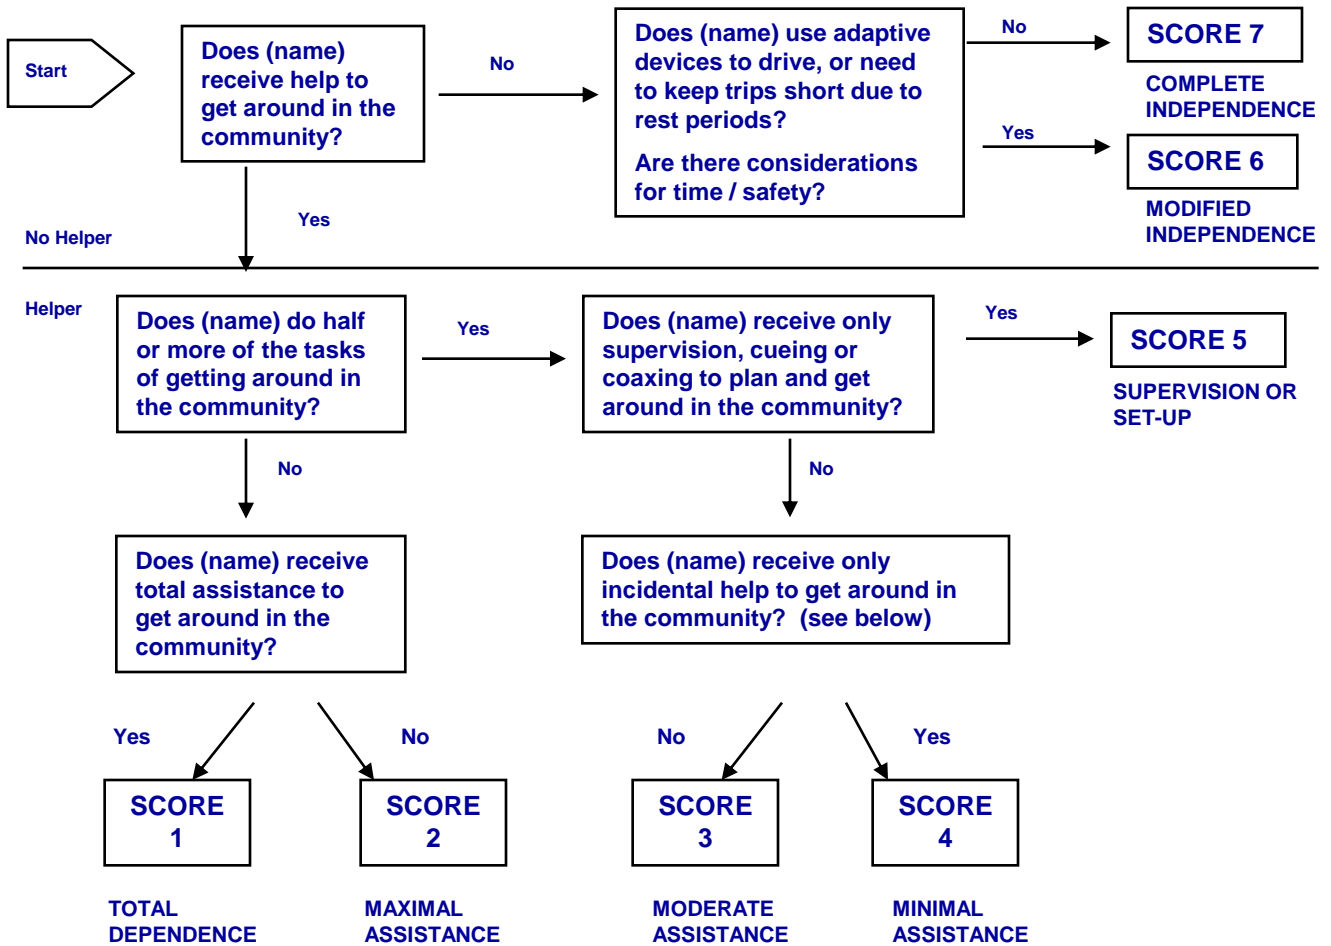 Start
Does (name)
receive help to
get around in the
community?
No
Does (name) use adaptive
devices to drive, or need
to keep trips short due to
rest periods?
Are there considerations
for time / safety?
No
SCORE 7
COMPLETE
INDEPENDENCE
Yes
SCORE 6
MODIFIED
INDEPENDENCE
Yes
No Helper
Helper
Does (name) do half
or more of the tasks
of getting around in
the community?
Yes
Does (name) receive only
supervision, cueing or
coaxing to plan and get
around in the community?
Yes
SCORE 5
SUPERVISION OR
SET-UP
No
No
Does (name) receive
total assistance to
get around in the
community?
Does (name) receive only
incidental help to get around in
the community?  (see below)
Yes
No
No
Yes
SCORE
1
SCORE
2
SCORE
3
SCORE
4
TOTAL
DEPENDENCE
MAXIMAL
ASSISTANCE
MODERATE
ASSISTANCE
MINIMAL
ASSISTANCE